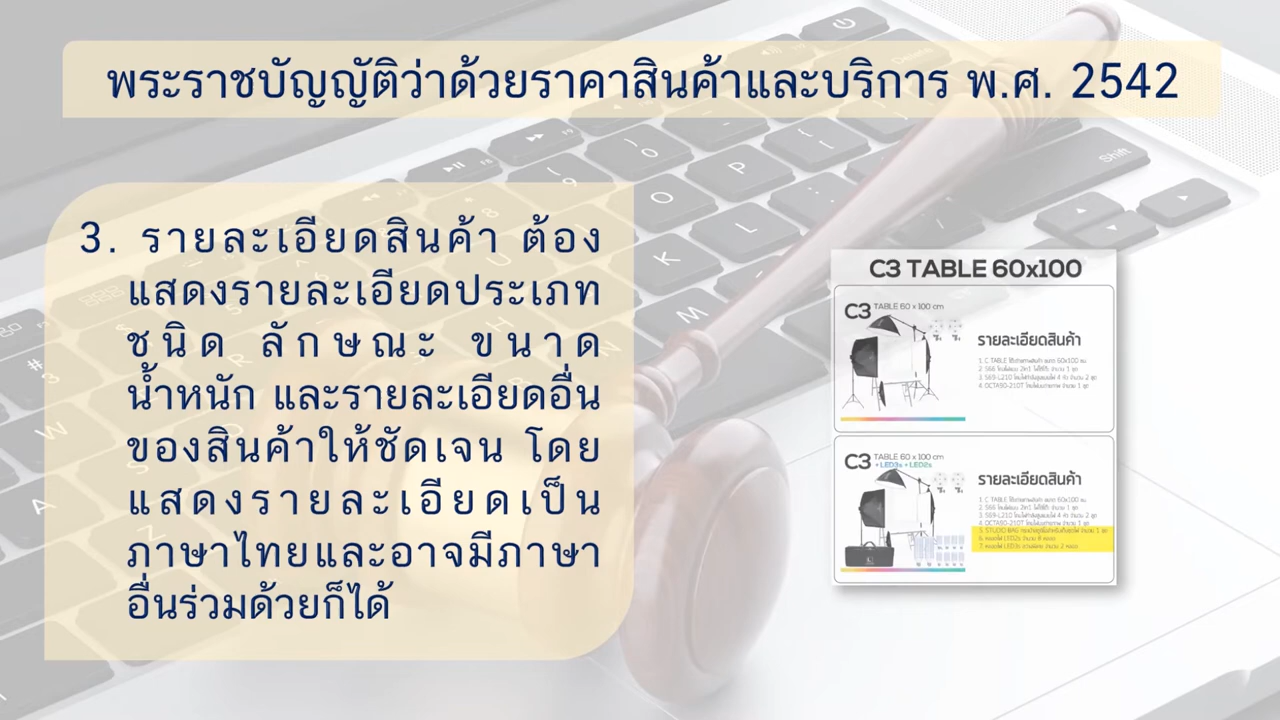 พระราชบัญญัติว่าด้วยราคาสินค้าและบริการ พ.ศ. 2542
3. รายละเอียดสินค้า ต้อง
แสดงรายละเอียดประเภท
ชนิด ลักษณะ ขนาด
น้ำหนัก และรายละเอียดอื่น
ของสินค้าให้ชัดเจน โดย
แสดงรายละเอียดเป็น
ภาษาไทยและอาจมีภาษา
อื่นร่วมด้วยก็ได้
C3 TABLE 60x100
C3 TABLE 60 x 100 cm
รายละเอียดสินค้า
C3 TABLE 60 x 100 cm
+ LED3s + LED2s
รายละเอียดสินค้า